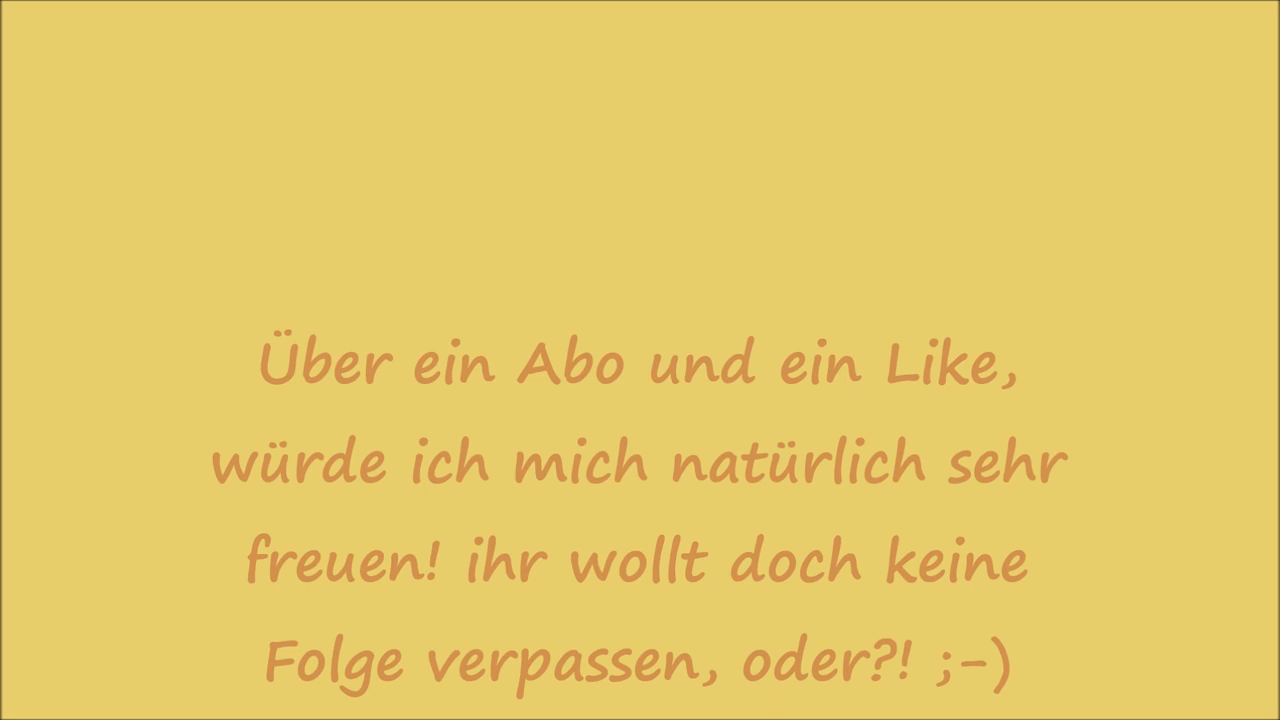 Über ein Abo und ein Like,
würde ich mich natürlich sehr
freuen! ihr wollt doch keine
Folge verpassen, oder?! ;-)